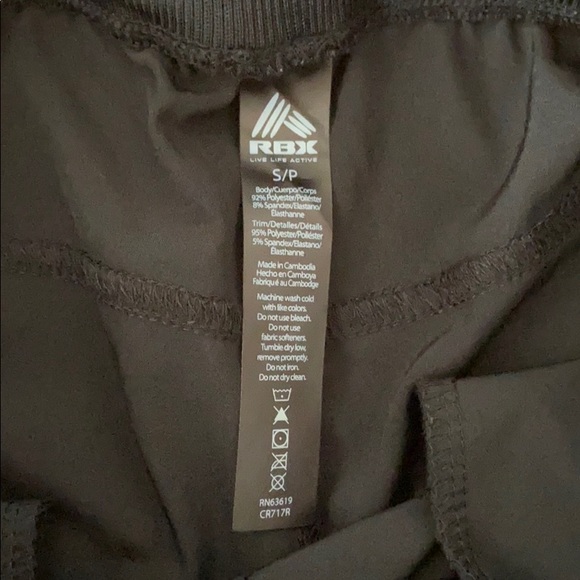 RBX
LIVE LIFE ACTIVE
S/P
Body/Cuerpo/Corps
92% Polyester/Poliéster
8% Spandex/Elastano/
Élasthanne
Trim/Detalles/Détails
95% Polyester/Poliéster
5% Spandex/Elastano/
Élasthanne
Made in Cambodia
Hecho en Camboya
Fabriqué au Cambodge
Machine wash cold
with like colors.
Do not use bleach.
Do not use
fabric softeners.
Tumble dry low,
remove promptly.
Do not iron.
Do not dry clean.
RN63619
CR717R